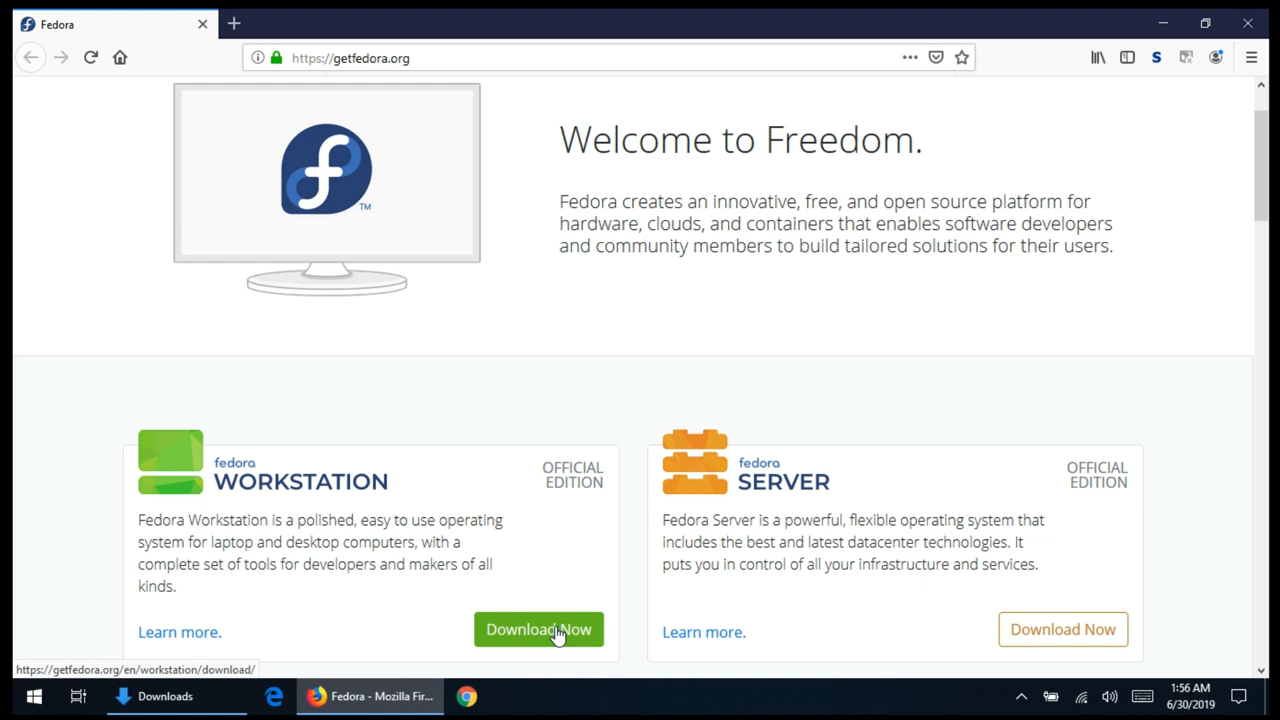 Fedora
https://getfedora.org
S
TM
Welcome to Freedom.
Fedora creates an innovative, free, and open source platform for
hardware, clouds, and containers that enables software developers
and community members to build tailored solutions for their users.
fedora
WORKSTATION
OFFICIAL
EDITION
Fedora Workstation is a polished, easy to use operating
system for laptop and desktop computers, with a
complete set of tools for developers and makers of all
kinds.
Learn more.
Download Now
fedora
SERVER
OFFICIAL
EDITION
Fedora Server is a powerful, flexible operating system that
includes the best and latest datacenter technologies. It
puts you in control of all your infrastructure and services.
Learn more.
Download Now
https://getfedora.org/en/workstation/download/
Downloads
Fedora - Mozilla Fir...
1:56 AM
6/30/2019